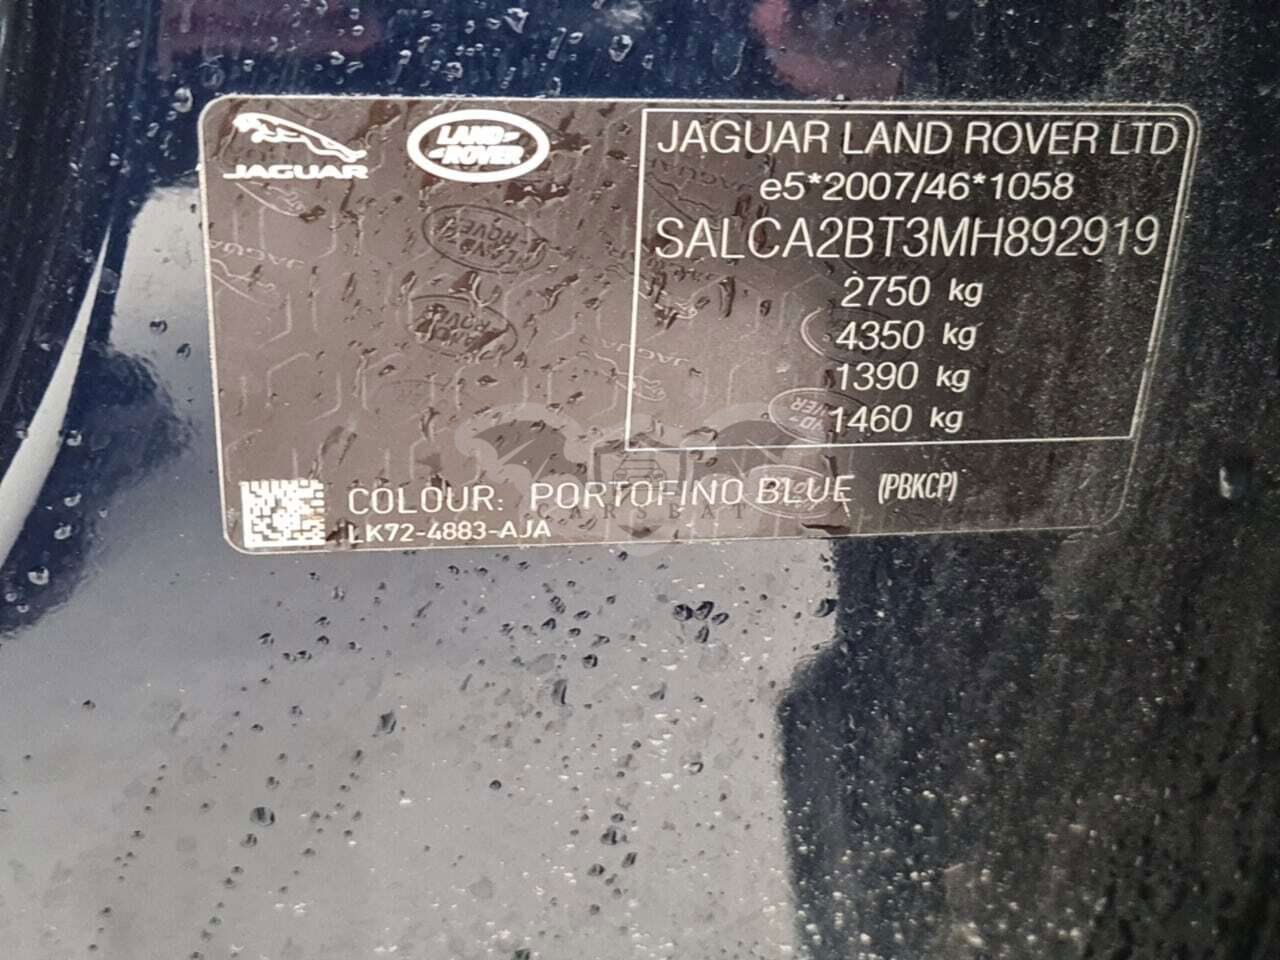 JAGUAR
LAND-
-ROVER
JAGUAR LAND ROVER LTD
e5*2007/46*1058
SALCA2BT3MH892919
2750 kg
4350 kg
1390 kg
1460 kg
COLOUR: PORTOFINO BLUE (PBKCP)
LK72-4883-AJA
CARSEAT